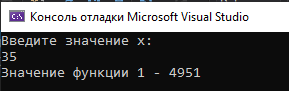 Консоль отладки Microsoft Visual Studio
Введите значение x:
35
Значение функции 1 - 4951